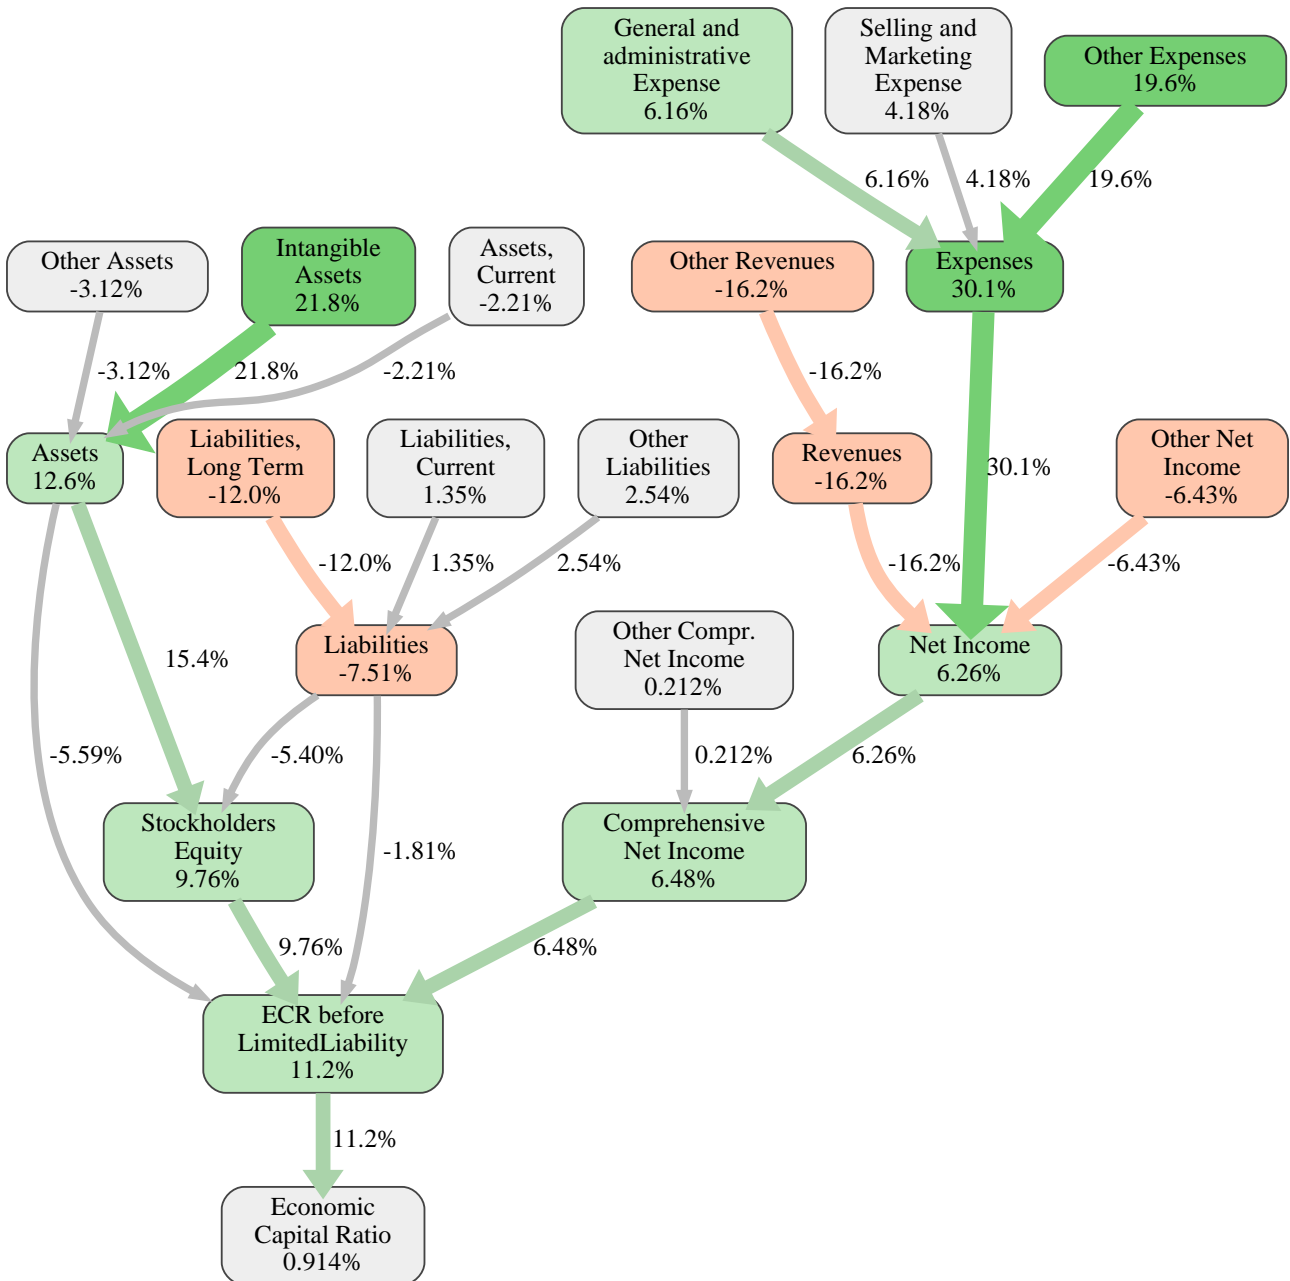 General and
administrative
Expense
6.16%
Selling and
Marketing
Expense
4.18%
Other Expenses
19.6%
6.16%
4.18%
19.6%
Other Assets
-3.12%
Intangible
Assets
21.8%
Assets,
Current
-2.21%
Other Revenues
-16.2%
Expenses
30.1%
-3.12%
21.8%
-2.21%
-16.2%
30.1%
Assets
12.6%
Liabilities,
Long Term
-12.0%
Liabilities,
Current
1.35%
Other
Liabilities
2.54%
Revenues
-16.2%
Other Net
Income
-6.43%
-12.0%
1.35%
2.54%
-16.2%
-6.43%
15.4%
Liabilities
-7.51%
Other Compr.
Net Income
0.212%
Net Income
6.26%
-5.59%
-5.40%
0.212%
6.26%
Stockholders
Equity
9.76%
-1.81%
Comprehensive
Net Income
6.48%
9.76%
6.48%
ECR before
LimitedLiability
11.2%
11.2%
Economic
Capital Ratio
0.914%